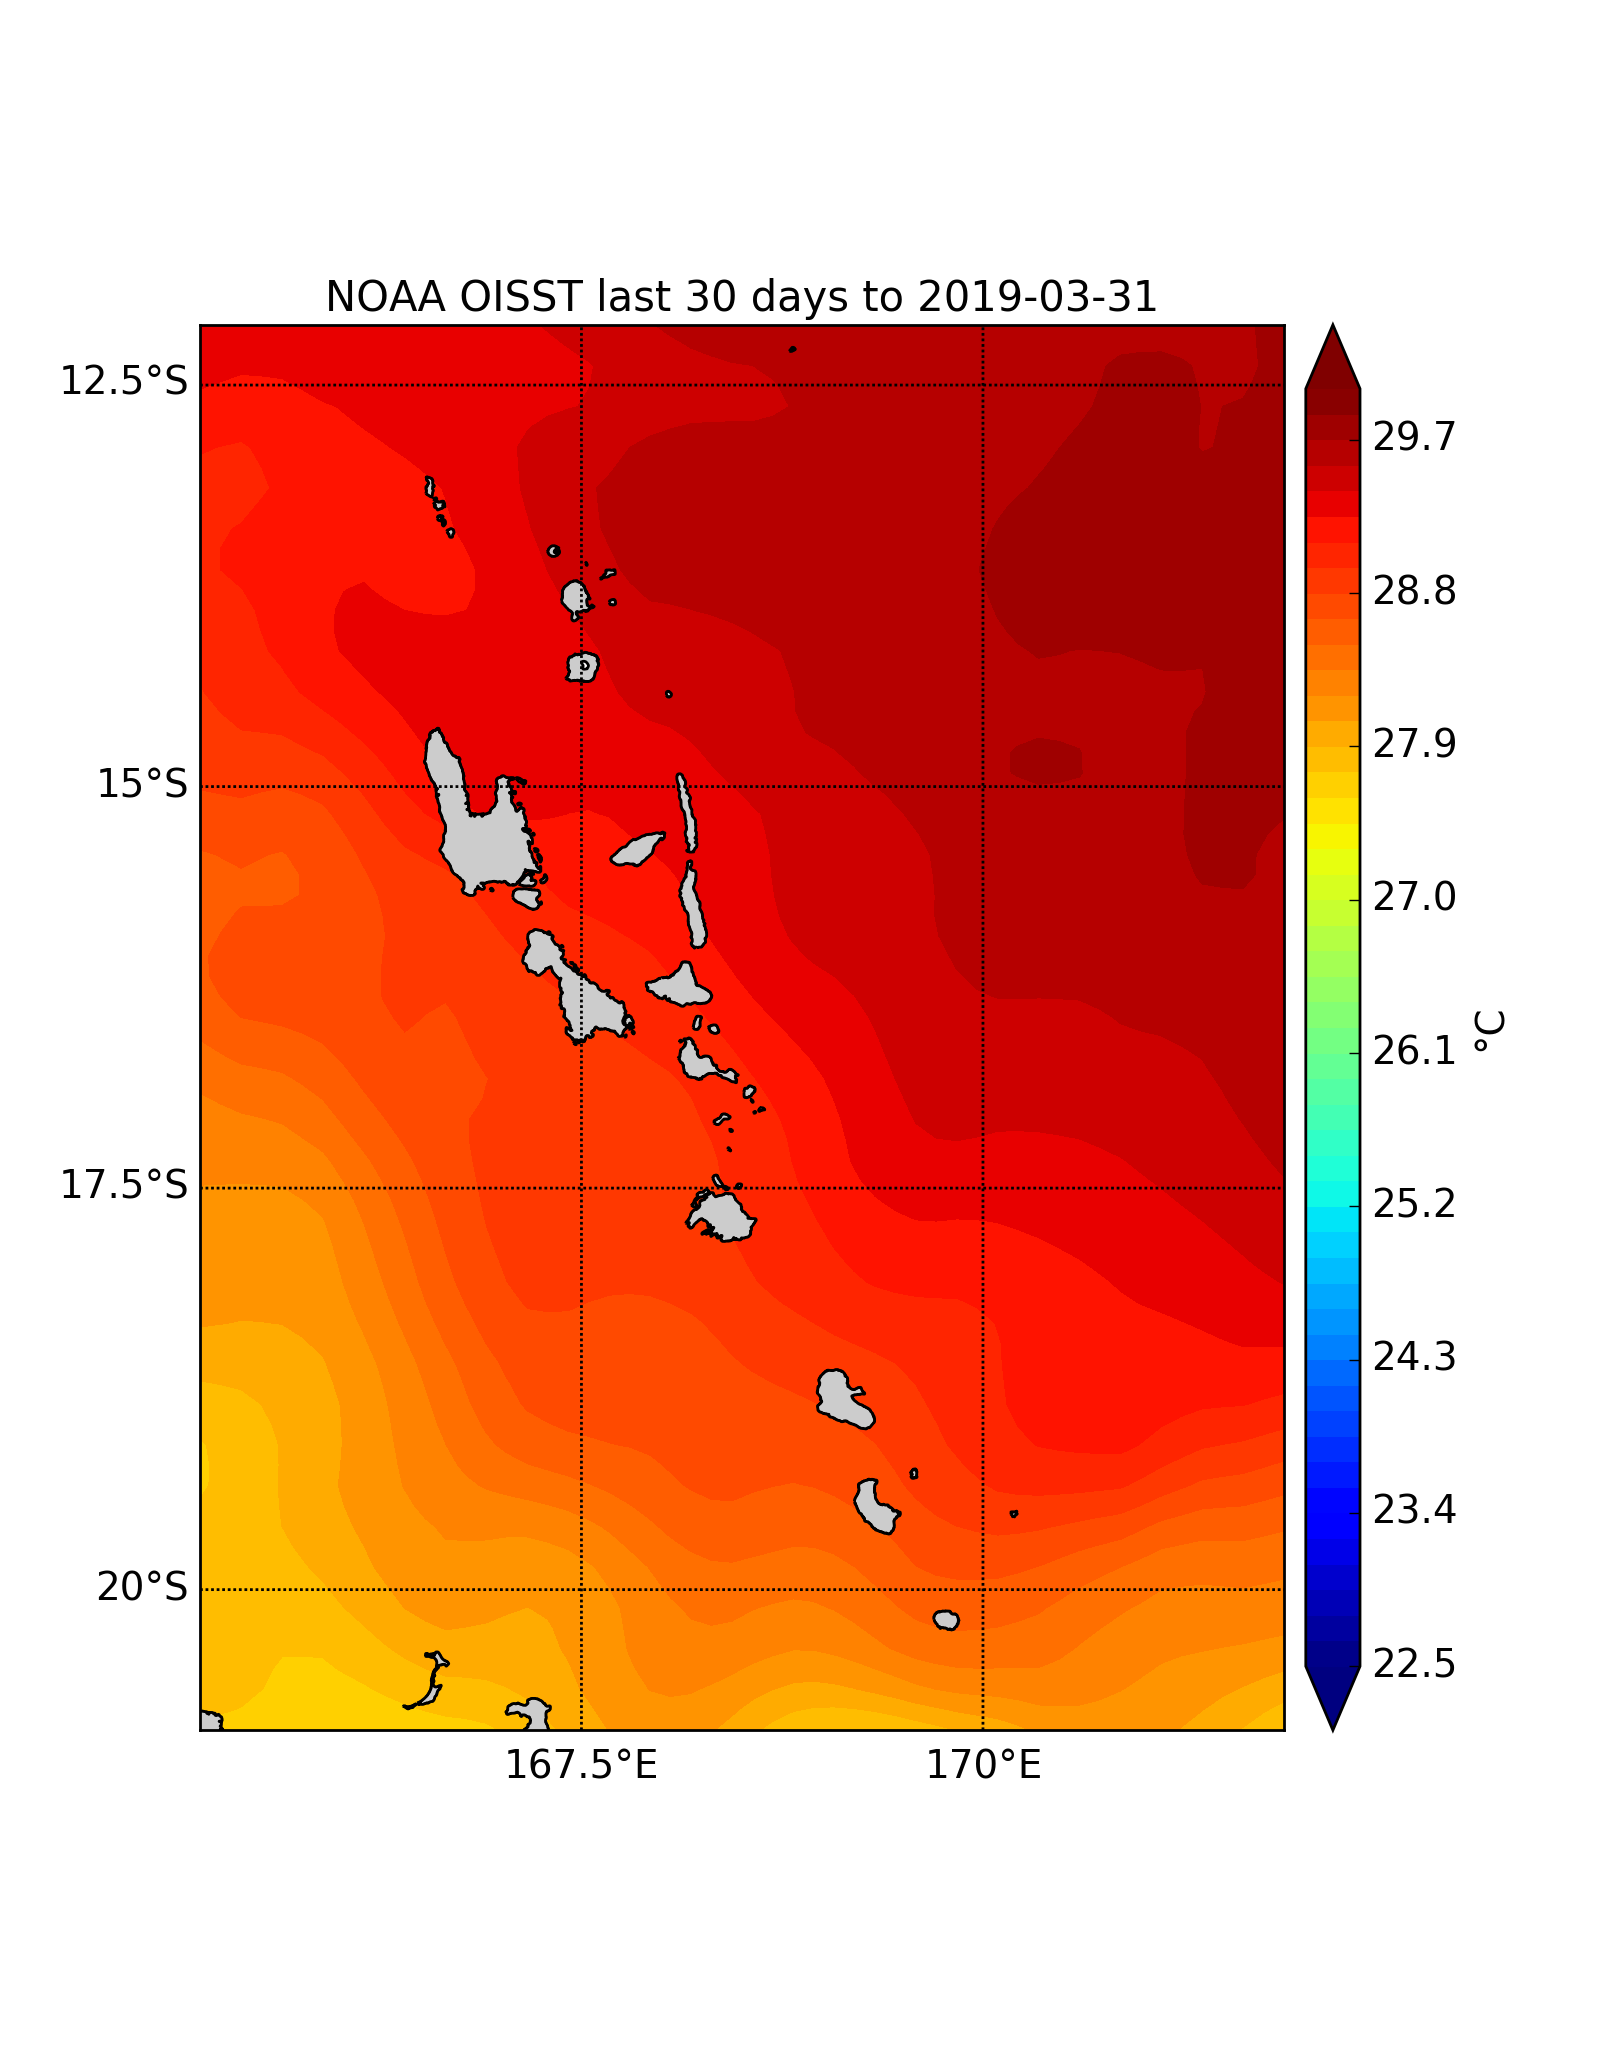 NOAA OISST last 30 days to 2019-03-31
12.5°S
15°S
17.5°S
20°S
167.5°E
170°E
29.7
28.8
27.9
27.0
26.1
25.2
24.3
23.4
22.5
°C